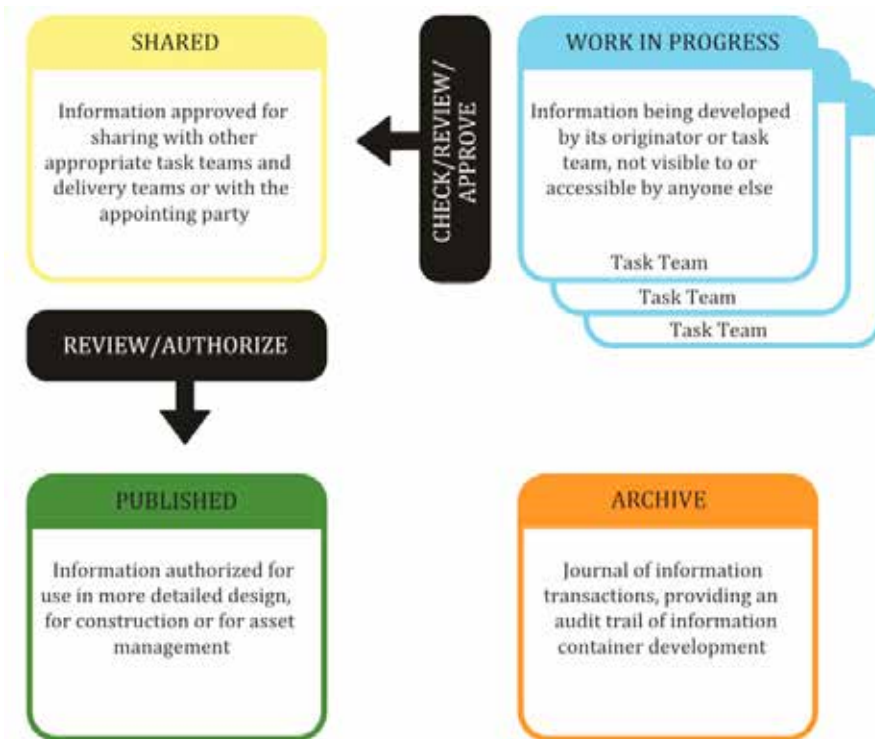 SHARED
Information approved for
sharing with other
appropriate task teams and
delivery teams or with the
appointing party
CHECK/REVIEW/
APPROVE
WORK IN PROGRESS
Information being developed
by its originator or task
team, not visible to or
accessible by anyone else
Task Team
Task Team
Task Team
REVIEW/AUTHORIZE
PUBLISHED
Information authorized for
use in more detailed design,
for construction or for asset
management
ARCHIVE
Journal of information
transactions, providing an
audit trail of information
container development